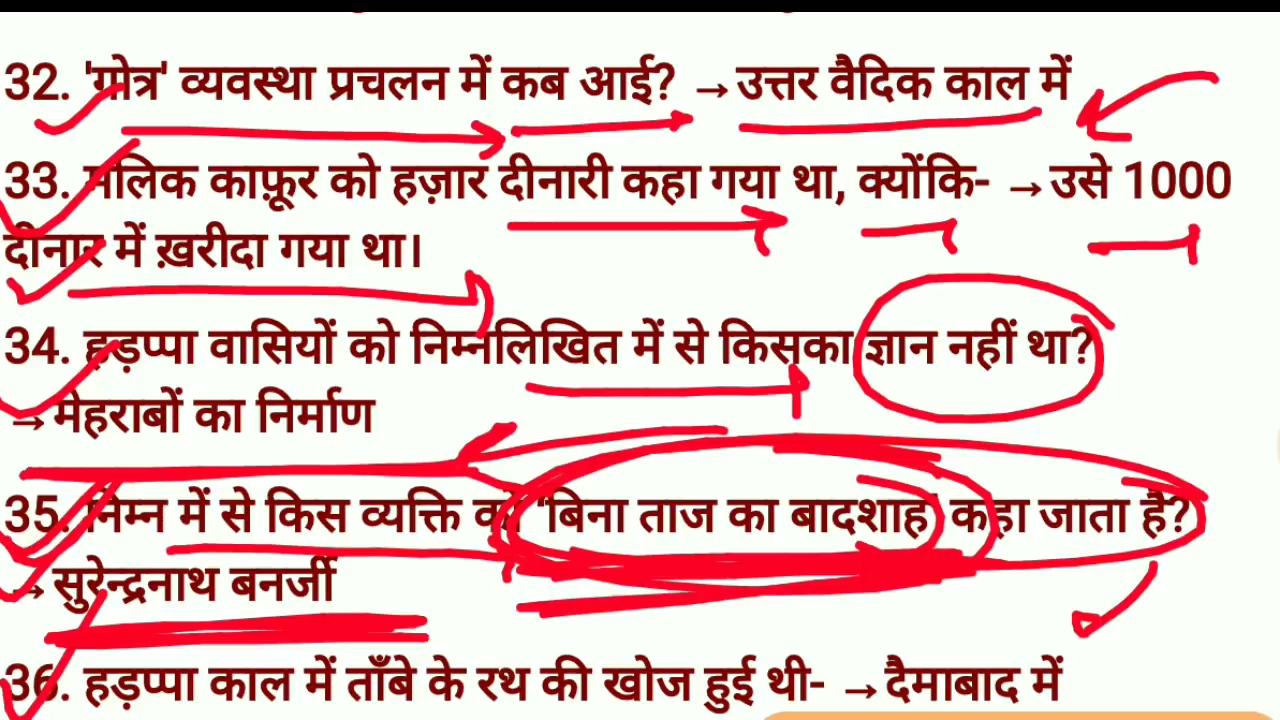 32. 'गोत्र' व्यवस्था प्रचलन में कब आई? →उत्तर वैदिक काल में
33. मलिक काफ़ूर को हज़ार दीनारी कहा गया था, क्योंकि- →उसे 1000
दीनार में ख़रीदा गया था।
34. हड़प्पा वासियों को निम्नलिखित में से किसका ज्ञान नहीं था?
→मेहराबों का निर्माण
35. निम्न में से किस व्यक्ति को 'बिना ताज का बादशाह' कहा जाता है?
→सुरेन्द्रनाथ बनर्जी
36. हड़प्पा काल में ताँबे के रथ की खोज हुई थी- →दैमाबाद में